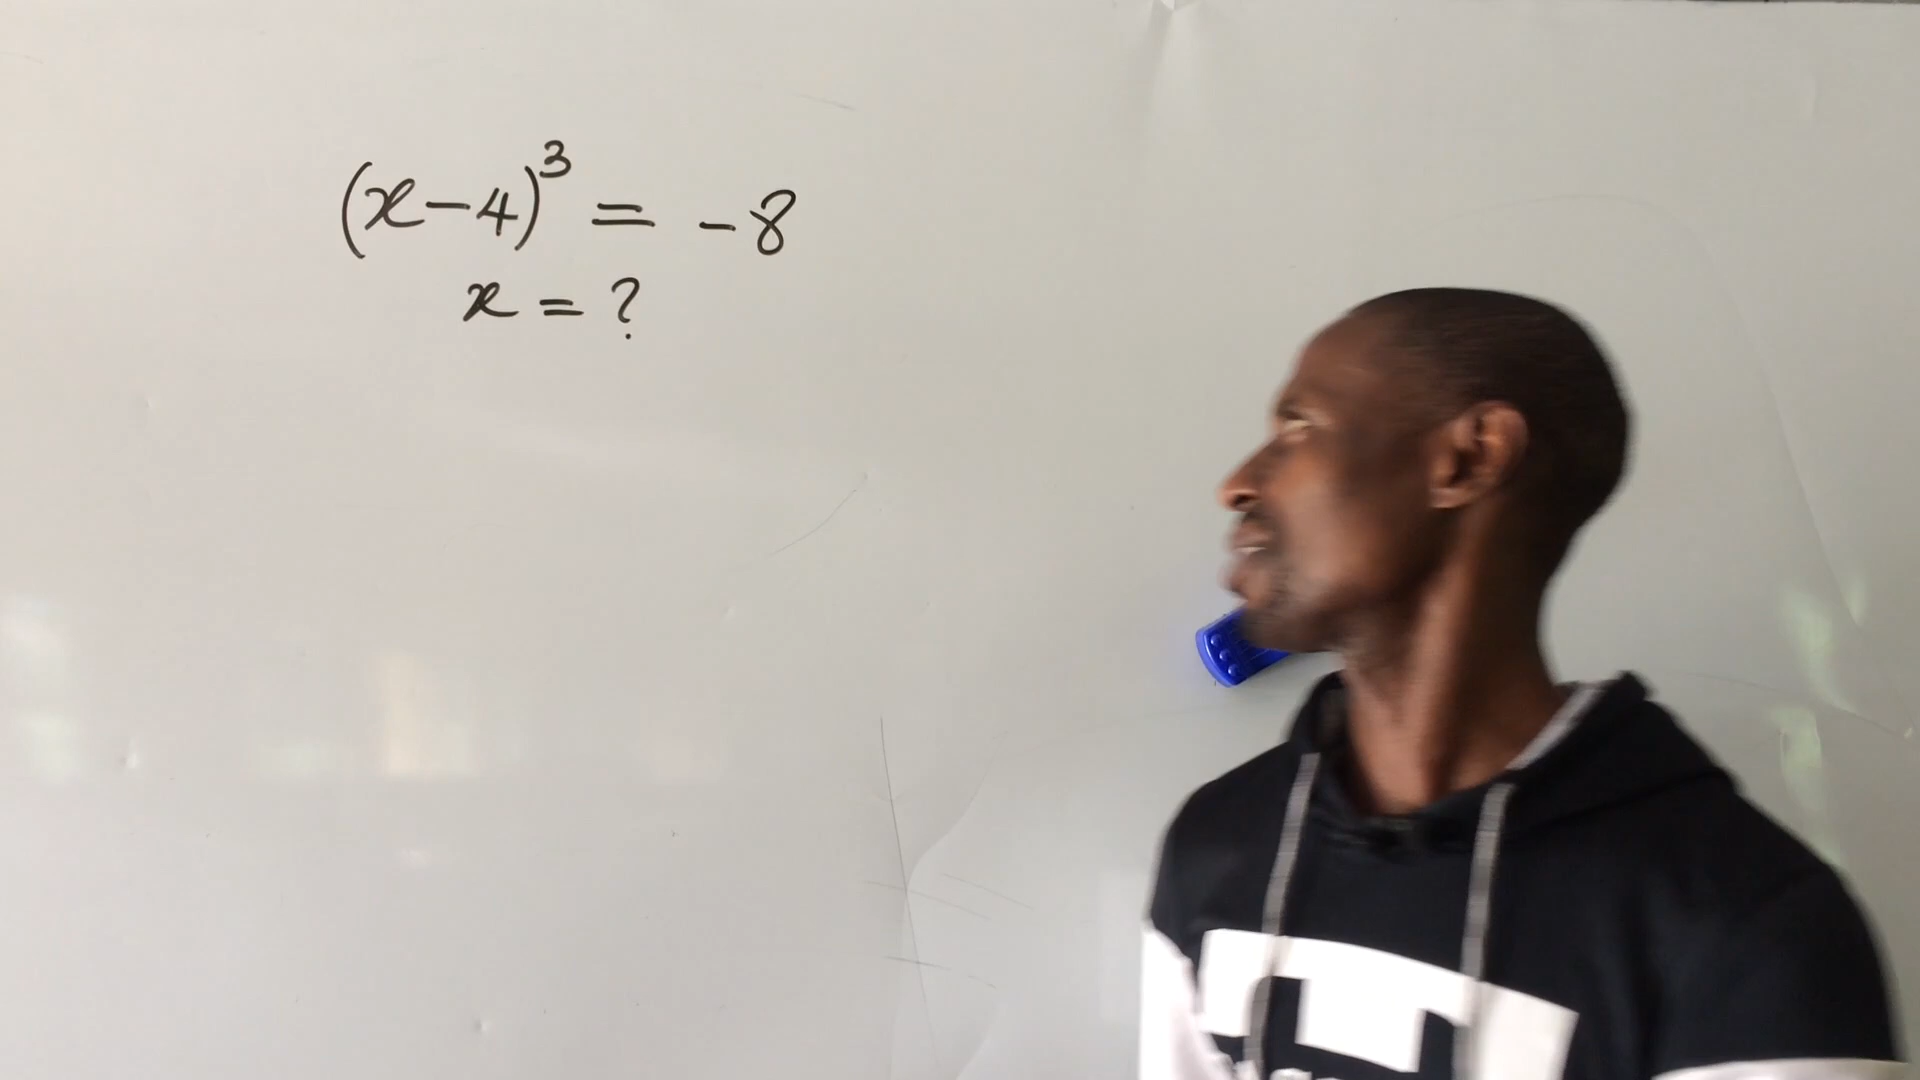 (x-4)³ = -8
x = ?